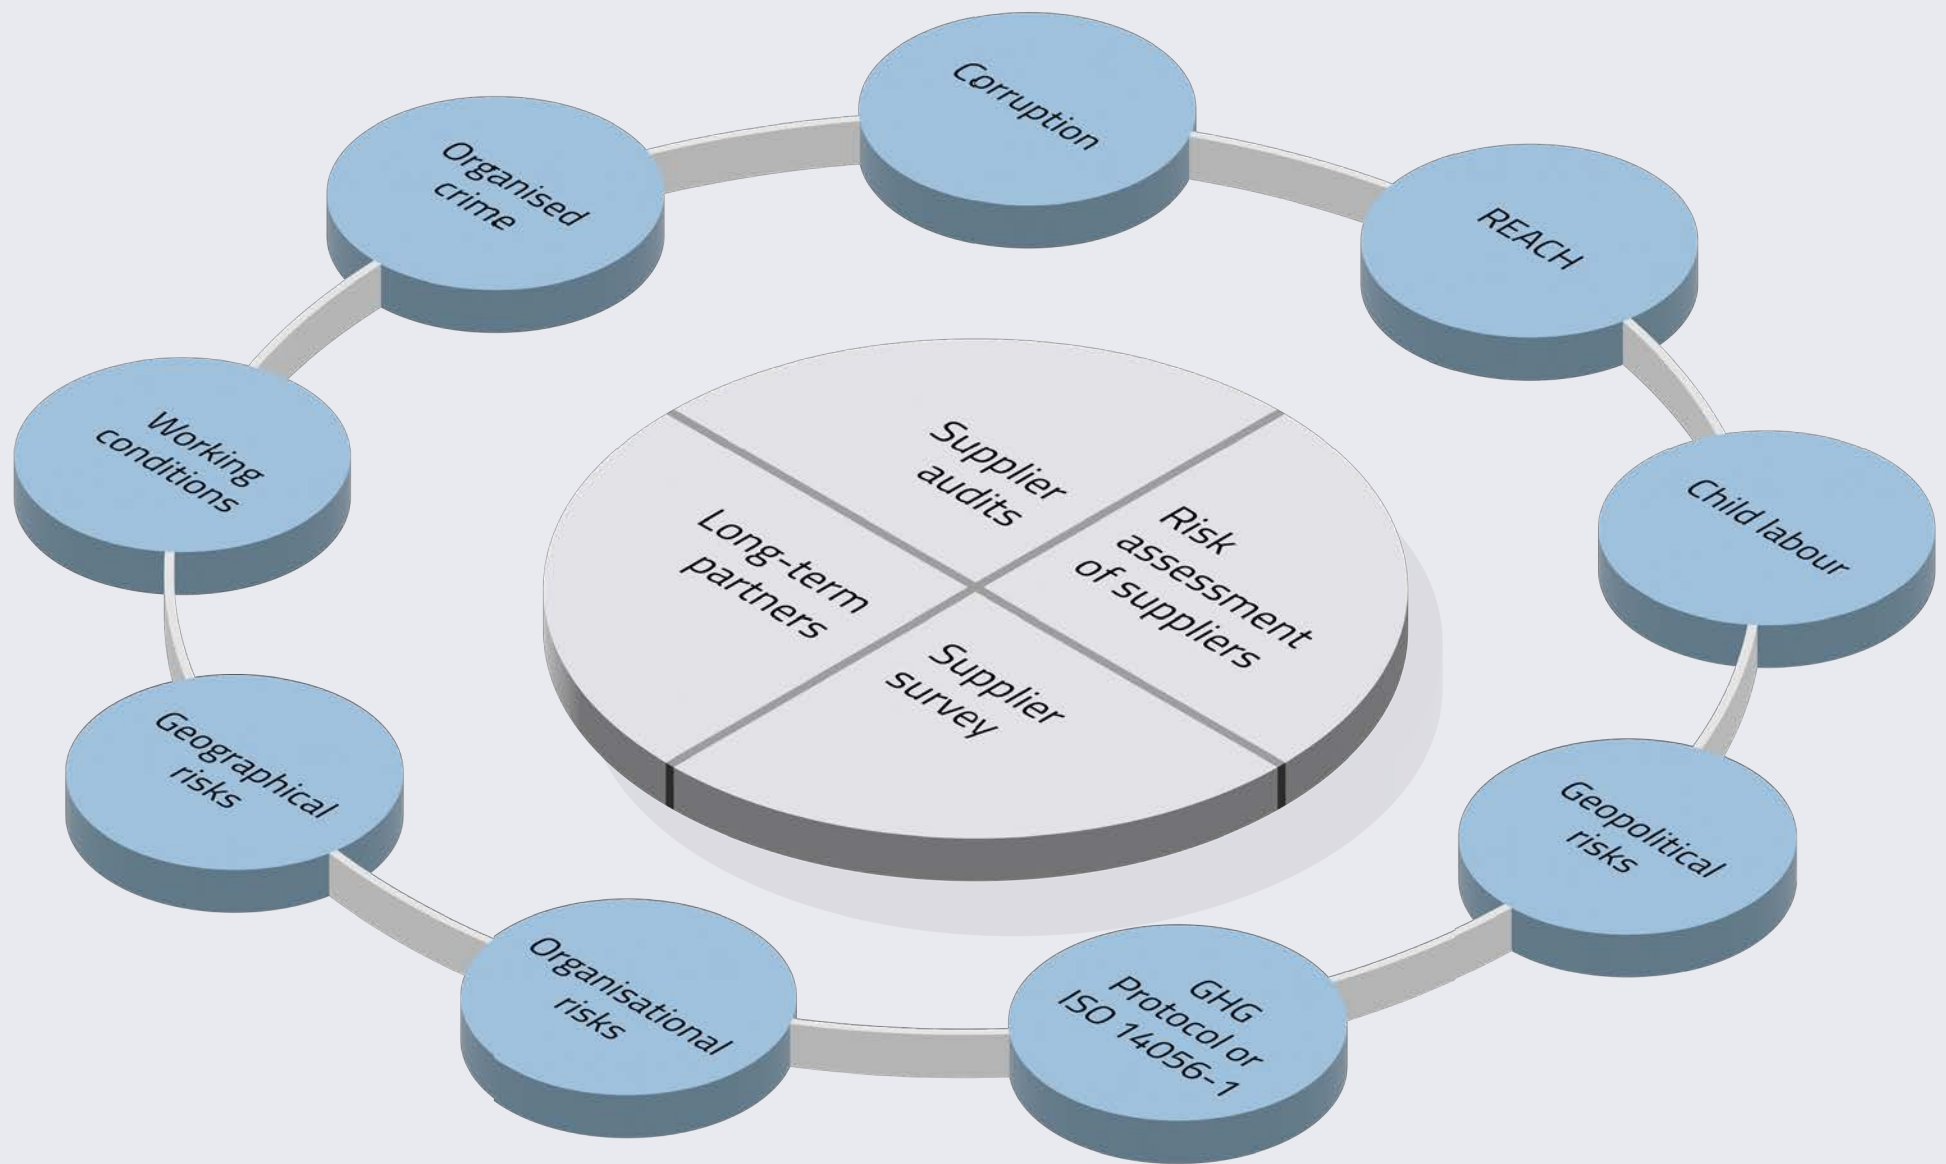 Corruption
Organised
crime
REACH
Working
conditions
Child labour
Supplier
audits
Risk
assessment
of suppliers
Long-term
partners
Supplier
survey
Geographical
risks
Geopolitical
risks
Organisational
risks
GHG
Protocol or
ISO 14056-1